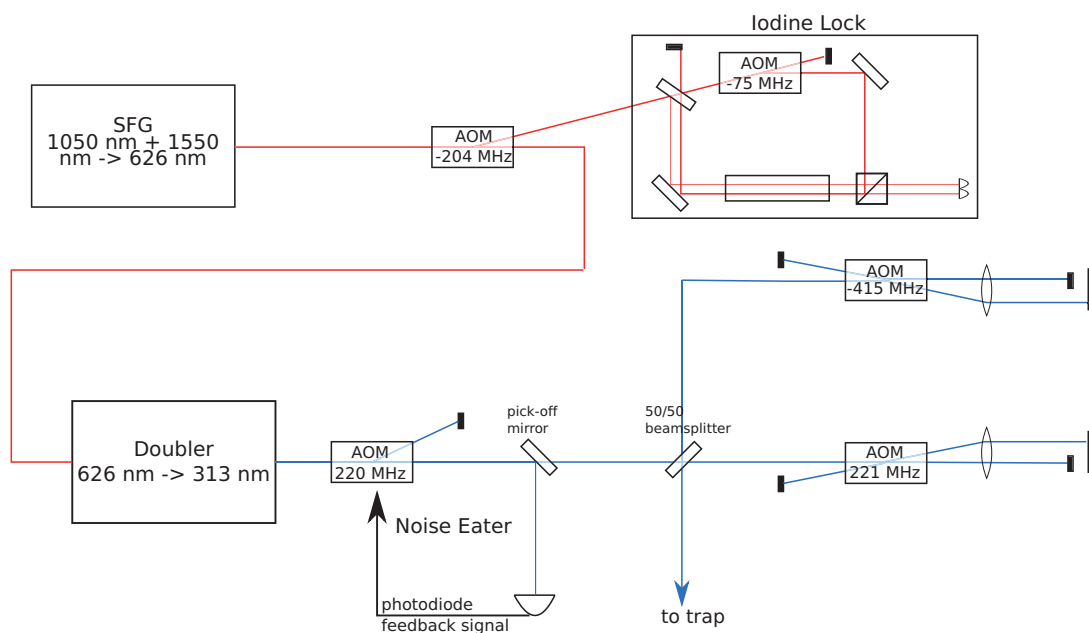 Iodine Lock
AOM
-75 MHz
SFG
1050 nm + 1550
nm -> 626 nm
AOM
-204 MHz
AOM
-415 MHz
pick-off
mirror
50/50
beamsplitter
Doubler
626 nm -> 313 nm
AOM
220 MHz
AOM
221 MHz
Noise Eater
photodiode
feedback signal
to trap